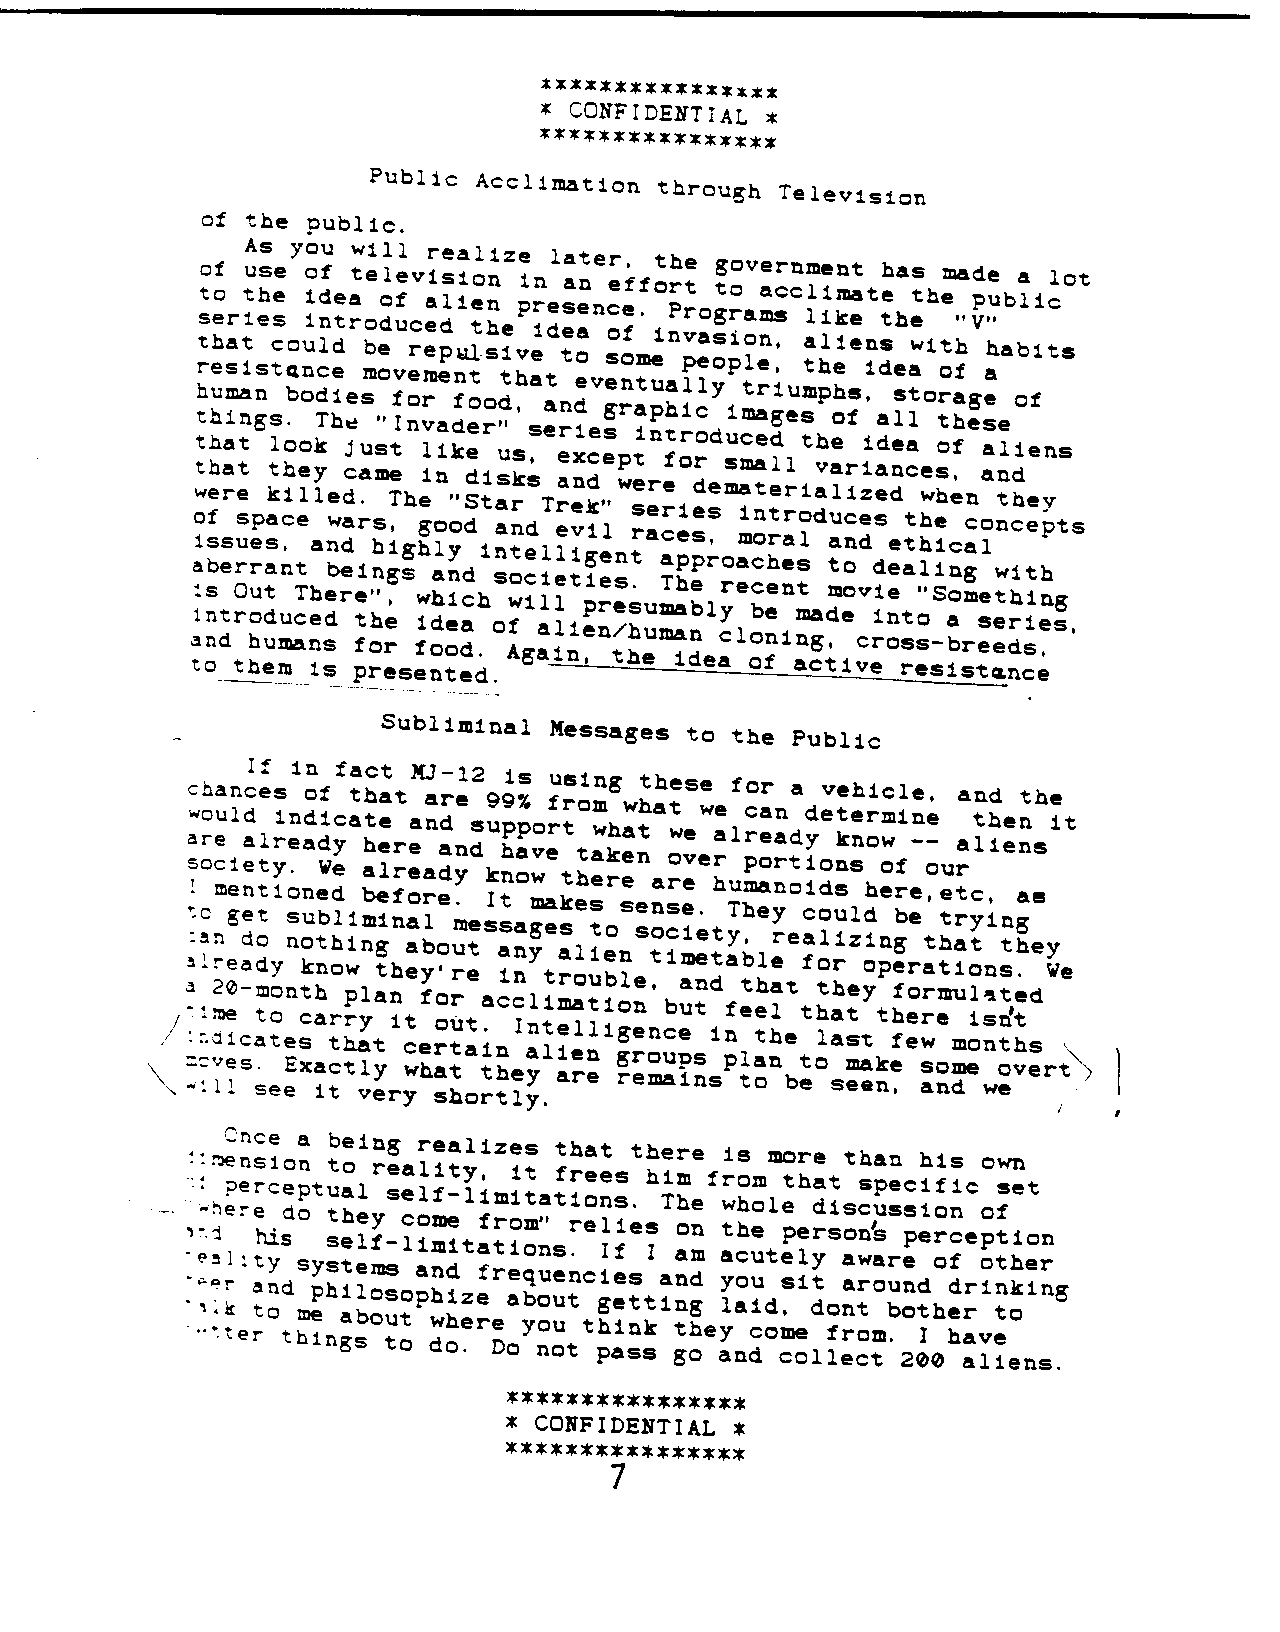 ****************
* CONFIDENTIAL *
****************
Public Acclimation through Television
of the public.
As you will realize later, the government has made a lot
of use of television in an effort to acclimate the public
to the idea of alien presence. Programs like the "V"
series introduced the idea of invasion, aliens with habits
that could be repulsive to some people, the idea of a
resistance movement that eventually triumphs, storage of
human bodies for food, and graphic images of all these
things. The "Invader" series introduced the idea of aliens
that look just like us, except for small variances, and
that they came in disks and were dematerialized when they
were killed. The "Star Trek" series introduces the concepts
of space wars, good and evil races, moral and ethical
issues, and highly intelligent approaches to dealing with
aberrant beings and societies. The recent movie "Something
is Out There", which will presumably be made into a series,
introduced the idea of alien/human cloning, cross-breeds,
and humans for food. Again, the idea of active resistance
to them is presented.
Subliminal Messages to the Public
If in fact MJ-12 is using these for a vehicle, and the
chances of that are 99% from what we can determine then it
would indicate and support what we already know -- aliens
are already here and have taken over portions of our
society. We already know there are humanoids here,etc, as
I mentioned before. It makes sense. They could be trying
to get subliminal messages to society, realizing that they
can do nothing about any alien timetable for operations. We
already know they're in trouble, and that they formulated
a 20-month plan for acclimation but feel that there isn't
time to carry it out. Intelligence in the last few months
indicates that certain alien groups plan to make some overt
moves. Exactly what they are remains to be seen, and we
will see it very shortly.
Once a being realizes that there is more than his own
dimension to reality, it frees him from that specific set
of perceptual self-limitations. The whole discussion of
"where do they come from" relies on the person's perception
and his self-limitations. If I am acutely aware of other
reality systems and frequencies and you sit around drinking
beer and philosophize about getting laid, dont bother to
talk to me about where you think they come from. I have
better things to do. Do not pass go and collect 200 aliens.
****************
* CONFIDENTIAL *
****************
7